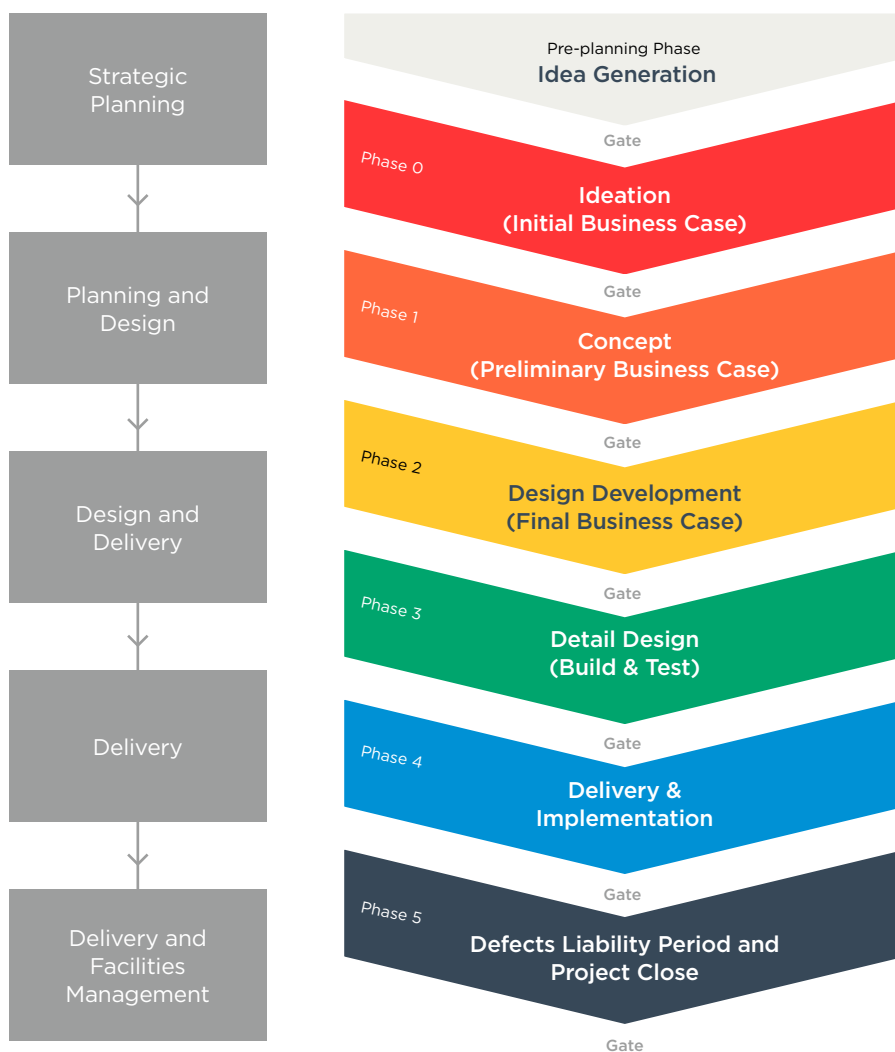 Strategic
Planning
Planning and
Design
Design and
Delivery
Delivery
Delivery and
Facilities
Management
Pre-planning Phase
Idea Generation
Gate
Phase 0
Ideation
(Initial Business Case)
Gate
Phase 1
Concept
(Preliminary Business Case)
Gate
Phase 2
Design Development
(Final Business Case)
Gate
Phase 3
Detail Design
(Build & Test)
Gate
Phase 4
Delivery &
Implementation
Gate
Phase 5
Defects Liability Period and
Project Close
Gate